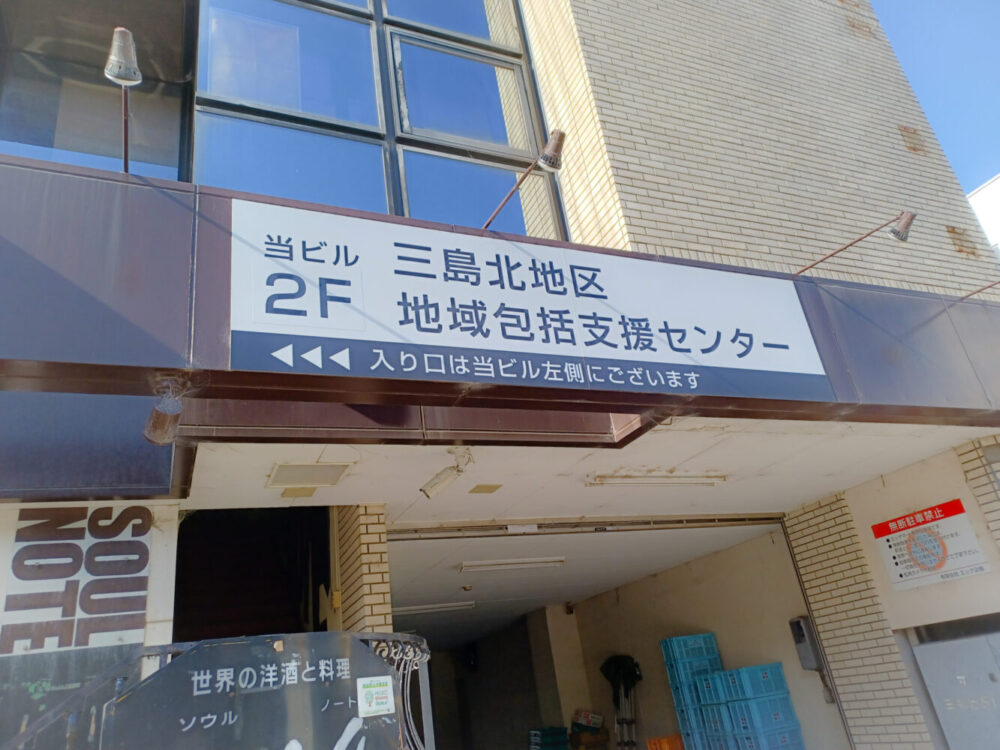 当ビル
2F
三島北地区
地域包括支援センター
◀◀◀ 入り口は当ビル左側にございます
SOUL
NOTE
世界の洋酒と料理
ソウル ノート
無断駐車禁止